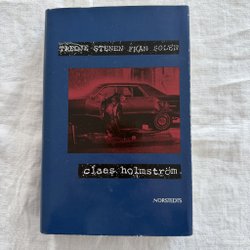 TREDJE STENEN FRÅN SOLEN
claes holmström
NORSTEDTS